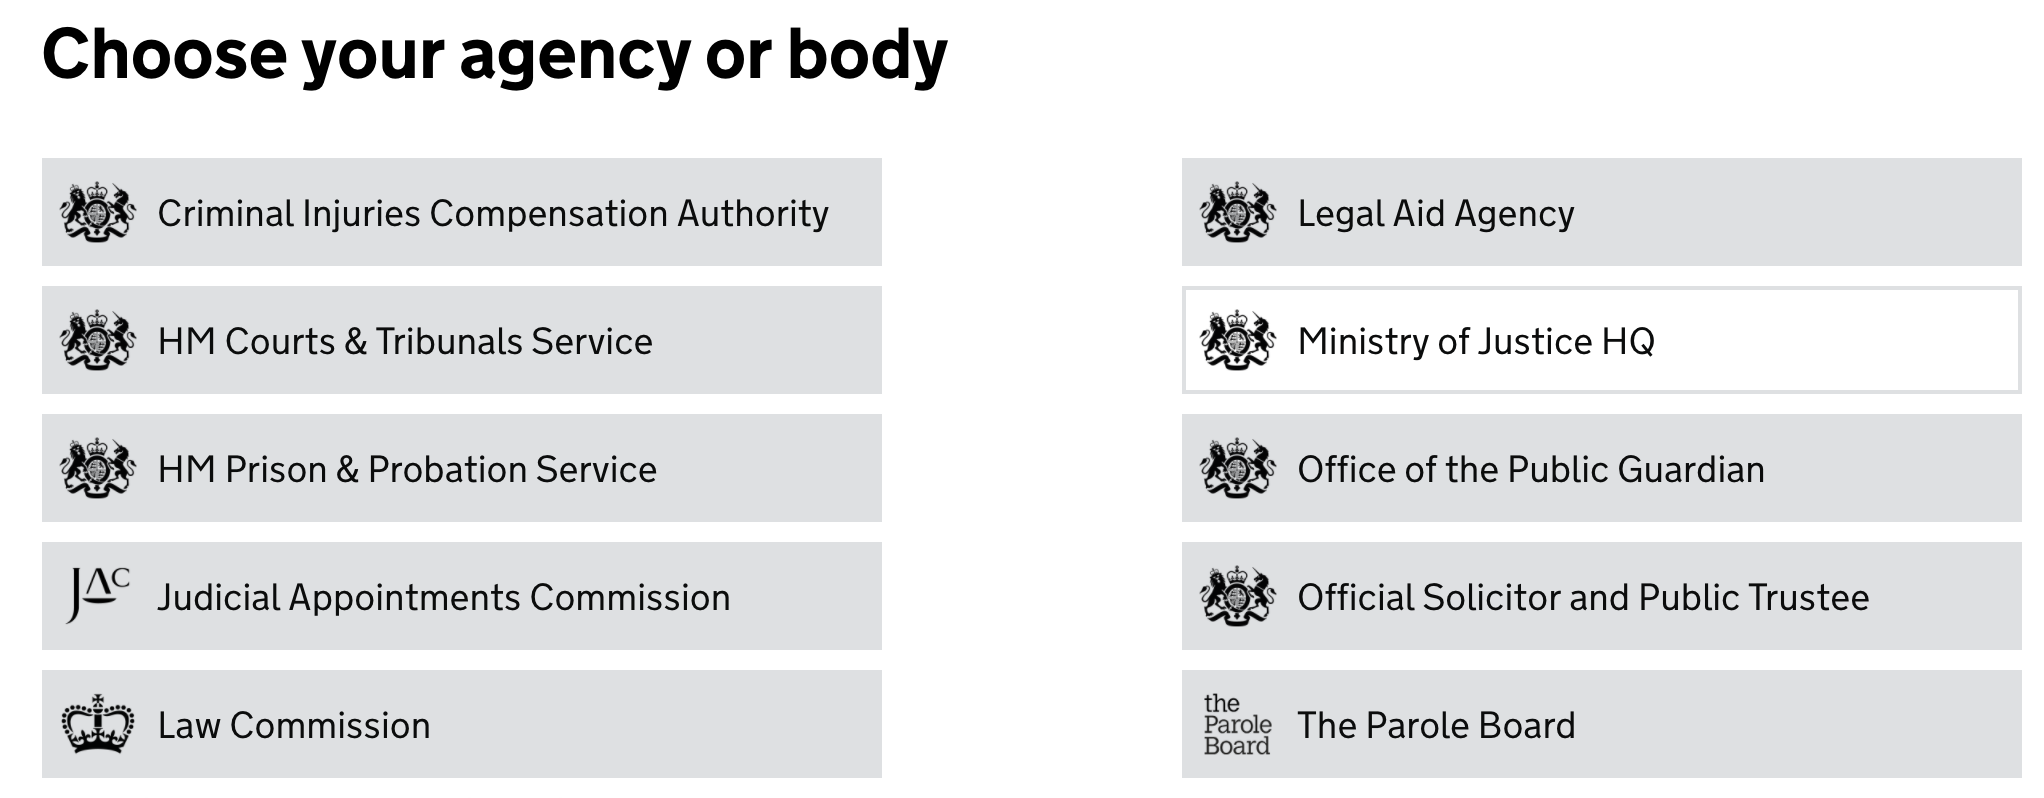 Choose your agency or body
Criminal Injuries Compensation Authority
HM Courts & Tribunals Service
HM Prison & Probation Service
JAC
Judicial Appointments Commission
Law Commission
Legal Aid Agency
Ministry of Justice HQ
Office of the Public Guardian
Official Solicitor and Public Trustee
the
Parole
Board
The Parole Board